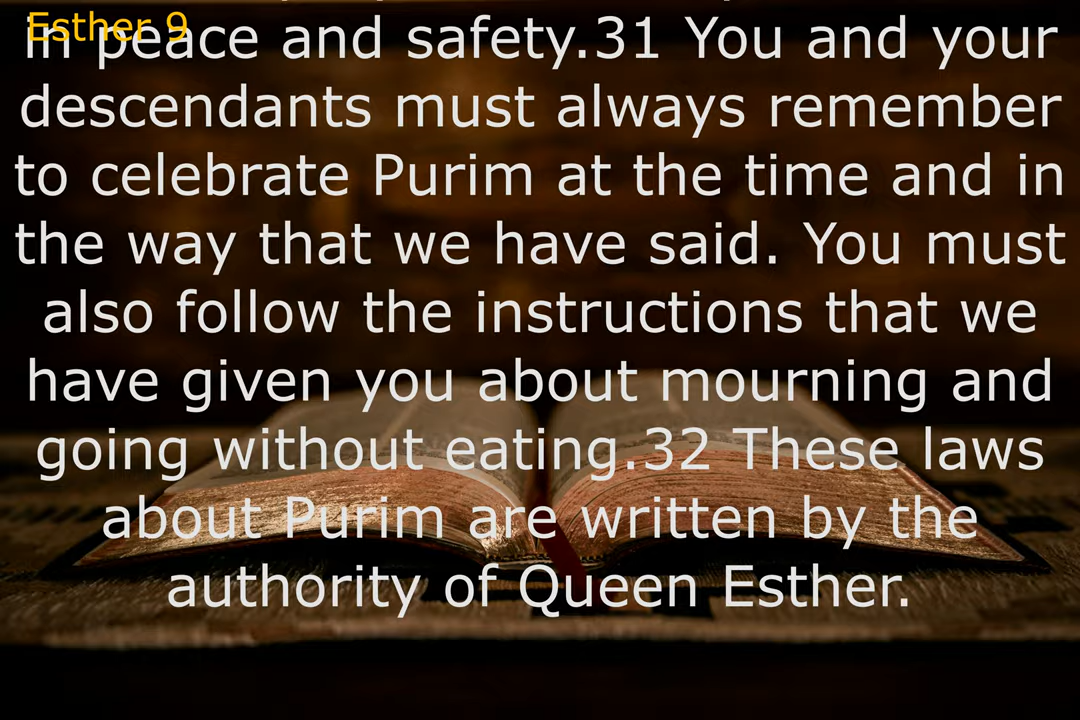 Esther 9
in peace and safety.31 You and your
descendants must always remember
to celebrate Purim at the time and in
the way that we have said. You must
also follow the instructions that we
have given you about mourning and
going without eating.32 These laws
about Purim are written by the
authority of Queen Esther.